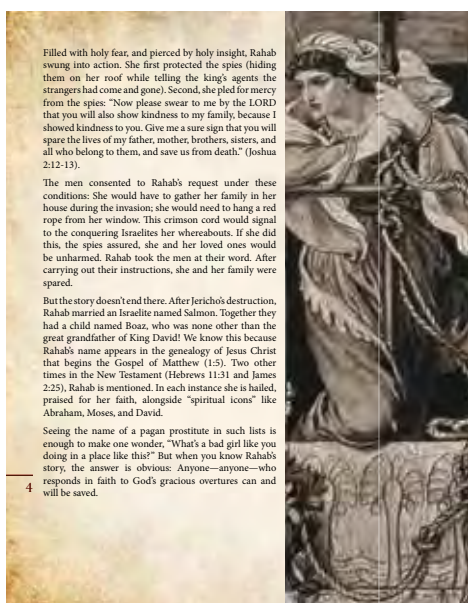 Filled with holy fear, and pierced by holy insight, Rahab
swung into action. She first protected the spies (hiding
them on her roof while telling the king's agents the
strangers had come and gone). Second, she pled for mercy
from the spies: “Now please swear to me by the LORD
that you will also show kindness to my family, because I
showed kindness to you. Give me a sure sign that you will
spare the lives of my father, mother, brothers, sisters, and
all who belong to them, and save us from death.” (Joshua
2:12-13).
The men consented to Rahab's request under these
conditions: She would have to gather her family in her
house during the invasion; she would need to hang a red
rope from her window. This crimson cord would signal
to the conquering Israelites her whereabouts. If she did
this, the spies assured, she and her loved ones would
be unharmed. Rahab took the men at their word. After
carrying out their instructions, she and her family were
spared.
But the story doesn't end there. After Jericho's destruction,
Rahab married an Israelite named Salmon. Together they
had a child named Boaz, who was none other than the
great grandfather of King David! We know this because
Rahab's name appears in the genealogy of Jesus Christ
that begins the Gospel of Matthew (1:5). Two other
times in the New Testament (Hebrews 11:31 and James
2:25), Rahab is mentioned. In each instance she is hailed,
praised for her faith, alongside “spiritual icons” like
Abraham, Moses, and David.
Seeing the name of a pagan prostitute in such lists is
enough to make one wonder, “What's a bad girl like you
doing in a place like this?” But when you know Rahab's
story, the answer is obvious: Anyone—anyone—who
responds in faith to God's gracious overtures can and
will be saved.
4